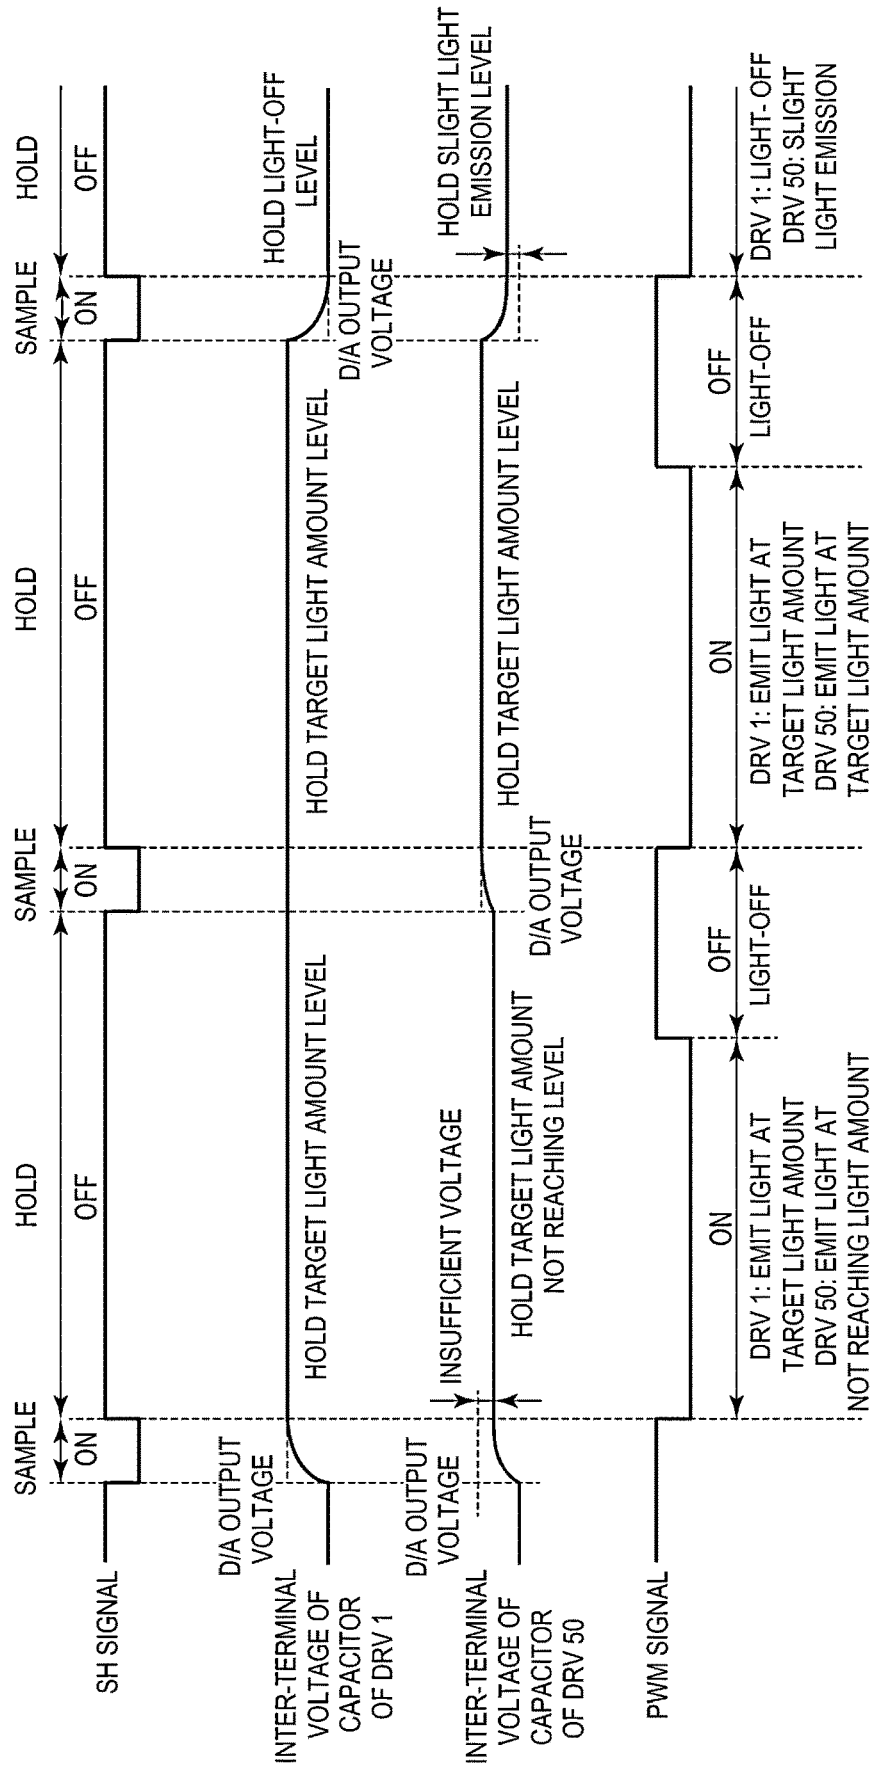 SAMPLE
HOLD
SAMPLE
HOLD
SAMPLE
HOLD
SH SIGNAL
ON
OFF
ON
OFF
ON
OFF
D/A OUTPUT
VOLTAGE
INTER-TERMINAL
VOLTAGE OF
CAPACITOR
OF DRV 1
HOLD TARGET LIGHT AMOUNT LEVEL
HOLD TARGET LIGHT AMOUNT LEVEL
HOLD LIGHT-OFF
LEVEL
D/A OUTPUT
VOLTAGE
D/A OUTPUT
VOLTAGE
INSUFFICIENT VOLTAGE
INTER-TERMINAL
VOLTAGE OF
CAPACITOR
OF DRV 50
HOLD TARGET LIGHT AMOUNT
NOT REACHING LEVEL
D/A OUTPUT
VOLTAGE
HOLD TARGET LIGHT AMOUNT LEVEL
HOLD SLIGHT LIGHT
EMISSION LEVEL
PWM SIGNAL
ON
OFF
ON
OFF
DRV 1: EMIT LIGHT AT
TARGET LIGHT AMOUNT
DRV 50: EMIT LIGHT AT
NOT REACHING LIGHT AMOUNT
LIGHT-OFF
DRV 1: EMIT LIGHT AT
TARGET LIGHT AMOUNT
DRV 50: EMIT LIGHT AT
TARGET LIGHT AMOUNT
LIGHT-OFF
DRV 1: LIGHT- OFF
DRV 50: SLIGHT
LIGHT EMISSION